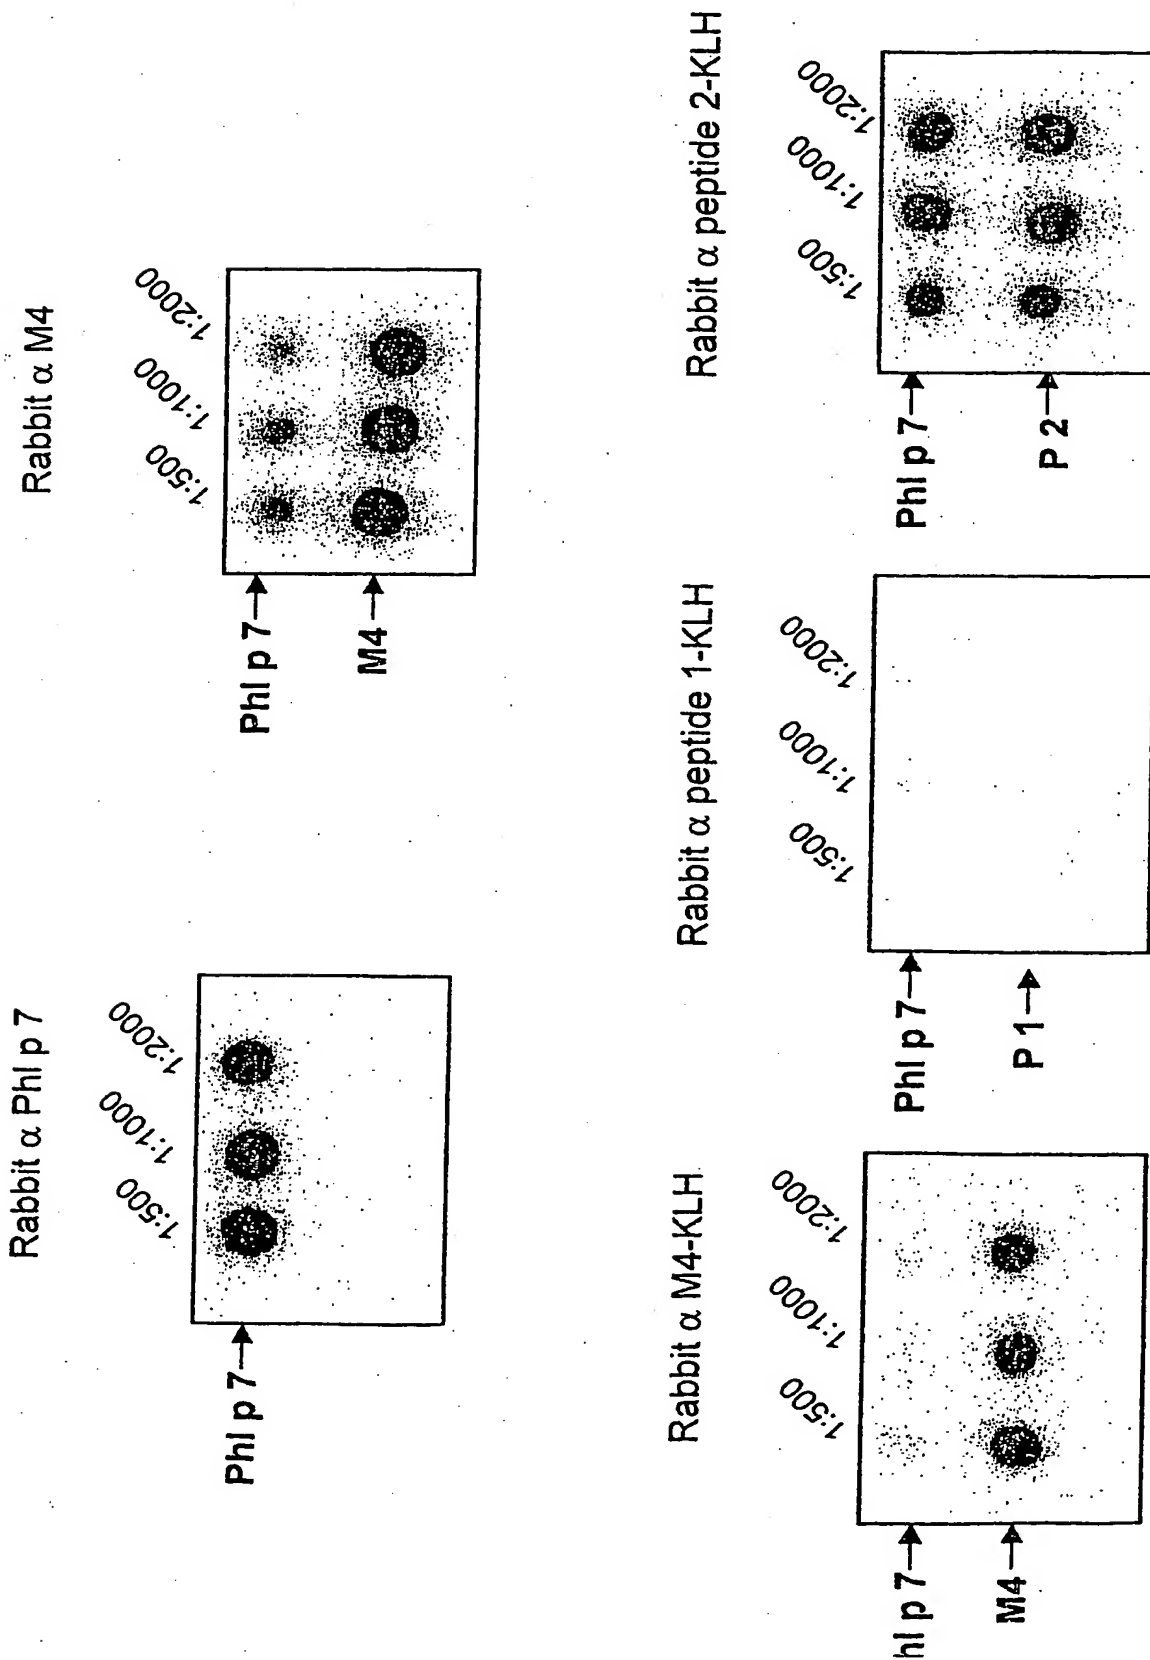 Rabbit α Phl p 7
1:500 1:1000 1:2000
Phl p 7
Rabbit α M4
1:500 1:1000 1:2000
Phl p 7
M4
Rabbit α M4-KLH
1:500 1:1000 1:2000
hl p 7
M4
Rabbit α peptide 1-KLH
1:500 1:1000 1:2000
Phl p 7
P 1
Rabbit α peptide 2-KLH
1:500 1:1000 1:2000
Phl p 7
P 2